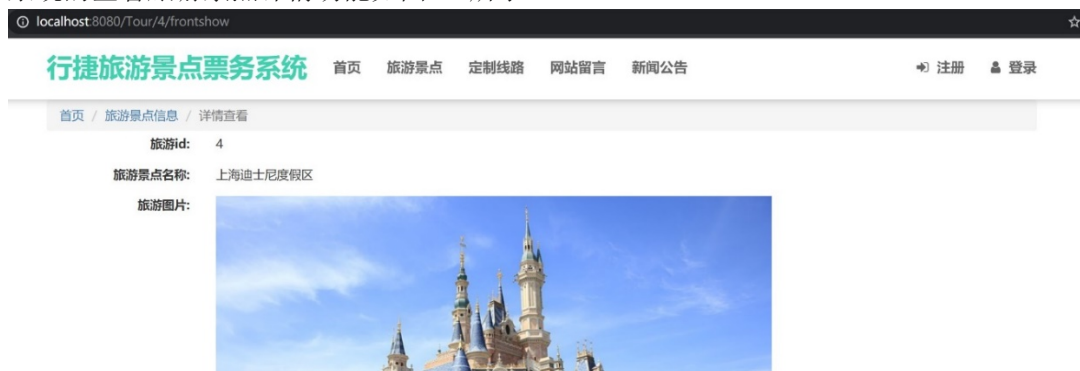 localhost:8080/Tour/4/frontshow
行捷旅游景点票务系统 首页 旅游景点 定制线路 网站留言 新闻公告 注册 登录
首页 / 旅游景点信息 / 详情查看
旅游id: 4
旅游景点名称: 上海迪士尼度假区
旅游图片: